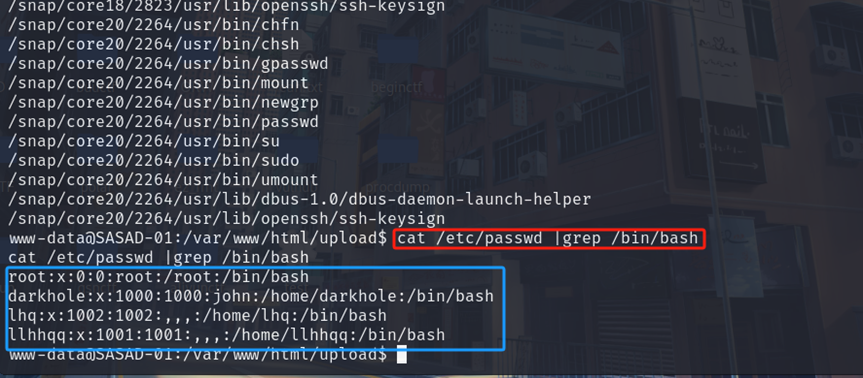 /snap/core18/2823/usr/lib/openssh/ssh-keysign
/snap/core20/2264/usr/bin/chfn
/snap/core20/2264/usr/bin/chsh
/snap/core20/2264/usr/bin/gpasswd
/snap/core20/2264/usr/bin/mount
/snap/core20/2264/usr/bin/newgrp
/snap/core20/2264/usr/bin/passwd
/snap/core20/2264/usr/bin/su
/snap/core20/2264/usr/bin/sudo
/snap/core20/2264/usr/bin/umount
/snap/core20/2264/usr/lib/dbus-1.0/dbus-daemon-launch-helper
/snap/core20/2264/usr/lib/openssh/ssh-keysign
www-data@SASAD-01:/var/www/html/upload$ cat /etc/passwd |grep /bin/bash
cat /etc/passwd |grep /bin/bash
root:x:0:0:root:/root:/bin/bash
darkhole:x:1000:1000:john:/home/darkhole:/bin/bash
lhq:x:1002:1002:,,,:/home/lhq:/bin/bash
llhhqq:x:1001:1001:,,,:/home/llhhqq:/bin/bash
www-data@SASAD-01:/var/www/html/upload$
peginctf
procdump